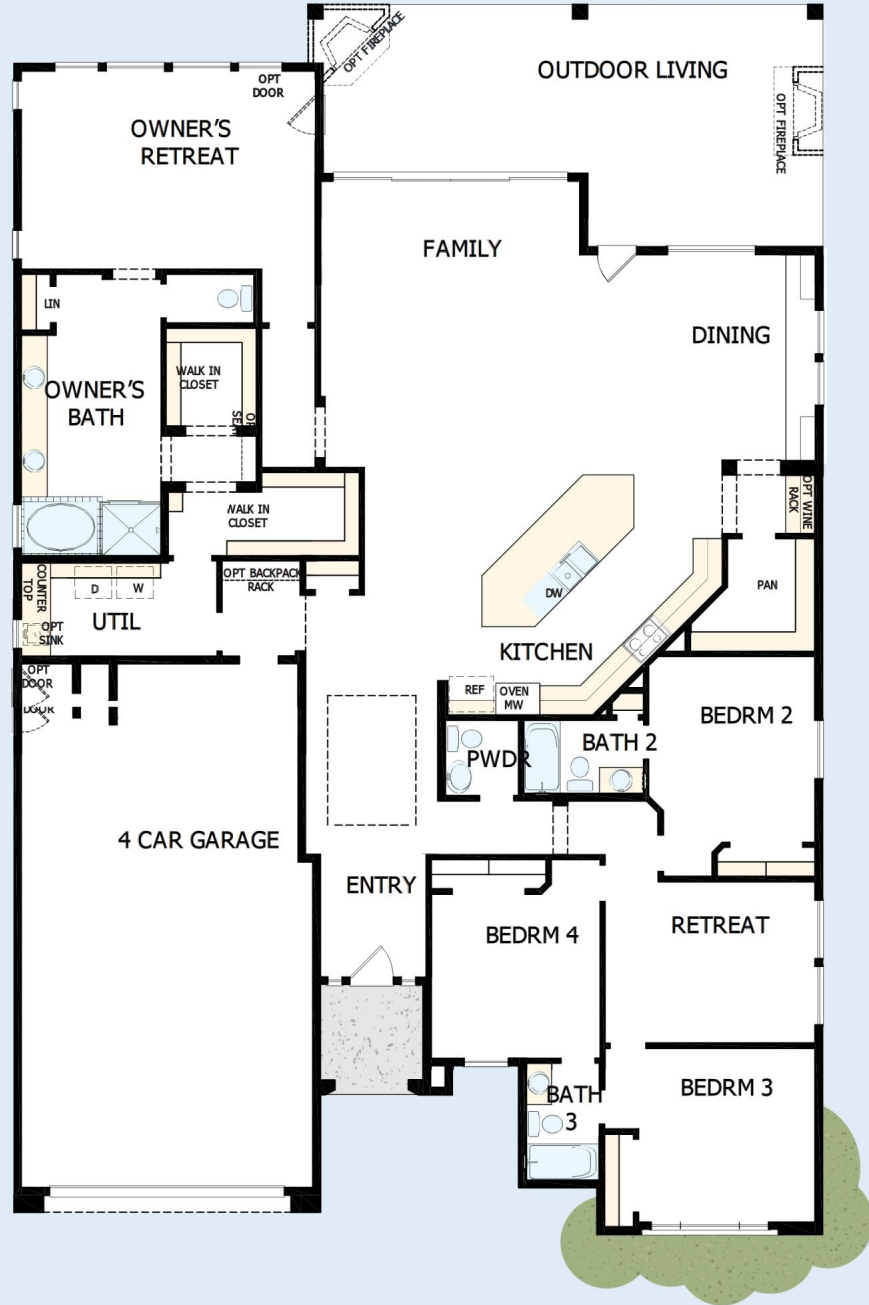 OPT FIREPLACE
OUTDOOR LIVING
OPT
DOOR
OPT FIREPLACE
OWNER'S
RETREAT
FAMILY
LIN
DINING
WALK IN
CLOSET
OWNER'S
BATH
OPT WINE
RACK
WALK IN
CLOSET
COUNTER
TOP
D
W
OPT BACKPACK
RACK
DW
PAN
UTIL
OPT
SINK
KITCHEN
OPT
DOOR
DOOR
REF
OVEN
MW
BEDRM 2
PWDR
BATH 2
4 CAR GARAGE
ENTRY
BEDRM 4
RETREAT
BATH
3
BEDRM 3